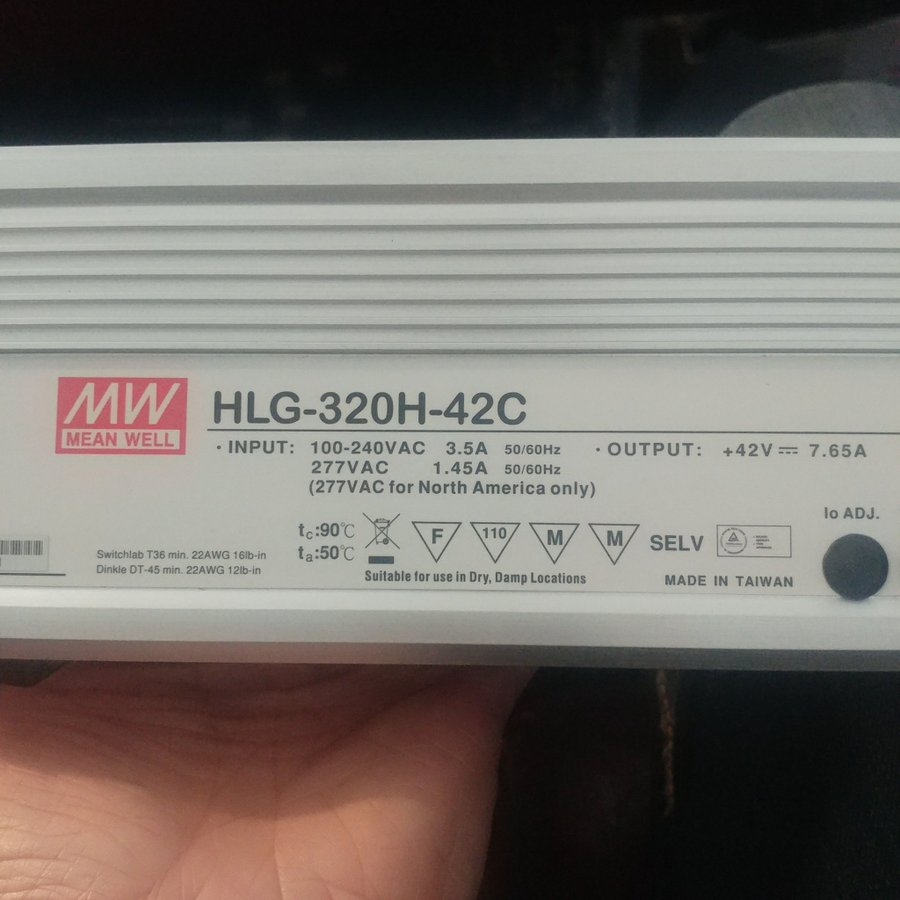 MW
MEAN WELL
HLG-320H-42C
· INPUT: 100-240VAC 3.5A 50/60Hz
277VAC 1.45A 50/60Hz
(277VAC for North America only)
· OUTPUT: +42V⎓ 7.65A
Io ADJ.
tc:90℃
ta:50℃
F
110
M
M
SELV
Switchlab T36 min. 22AWG 16lb-in
Dinkle DT-45 min. 22AWG 12lb-in
Suitable for use in Dry, Damp Locations
MADE IN TAIWAN